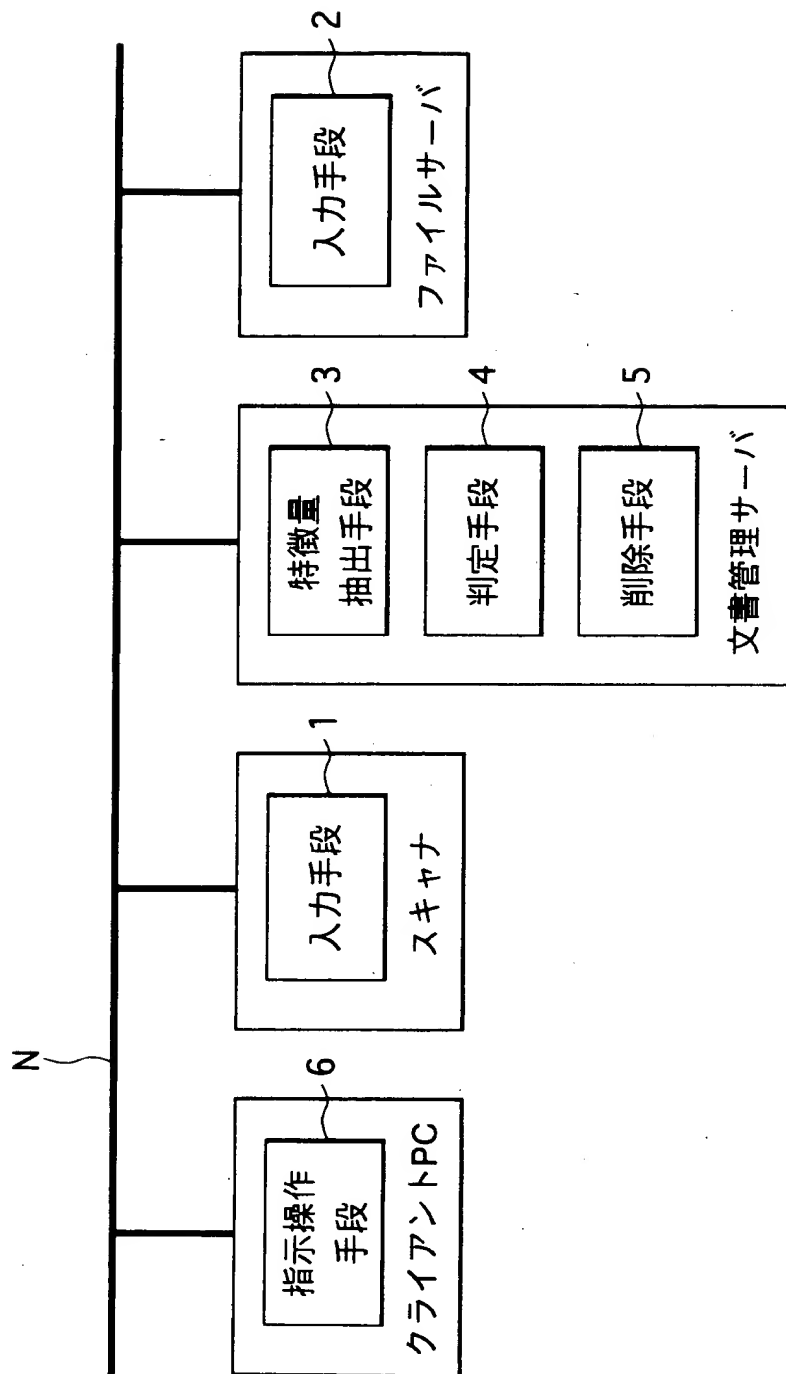 N
6
指示操作
手段
クライアントPC
1
入力手段
スキャナ
3
特徴量
抽出手段
4
判定手段
5
削除手段
文書管理サーバ
2
入力手段
ファイルサーバ